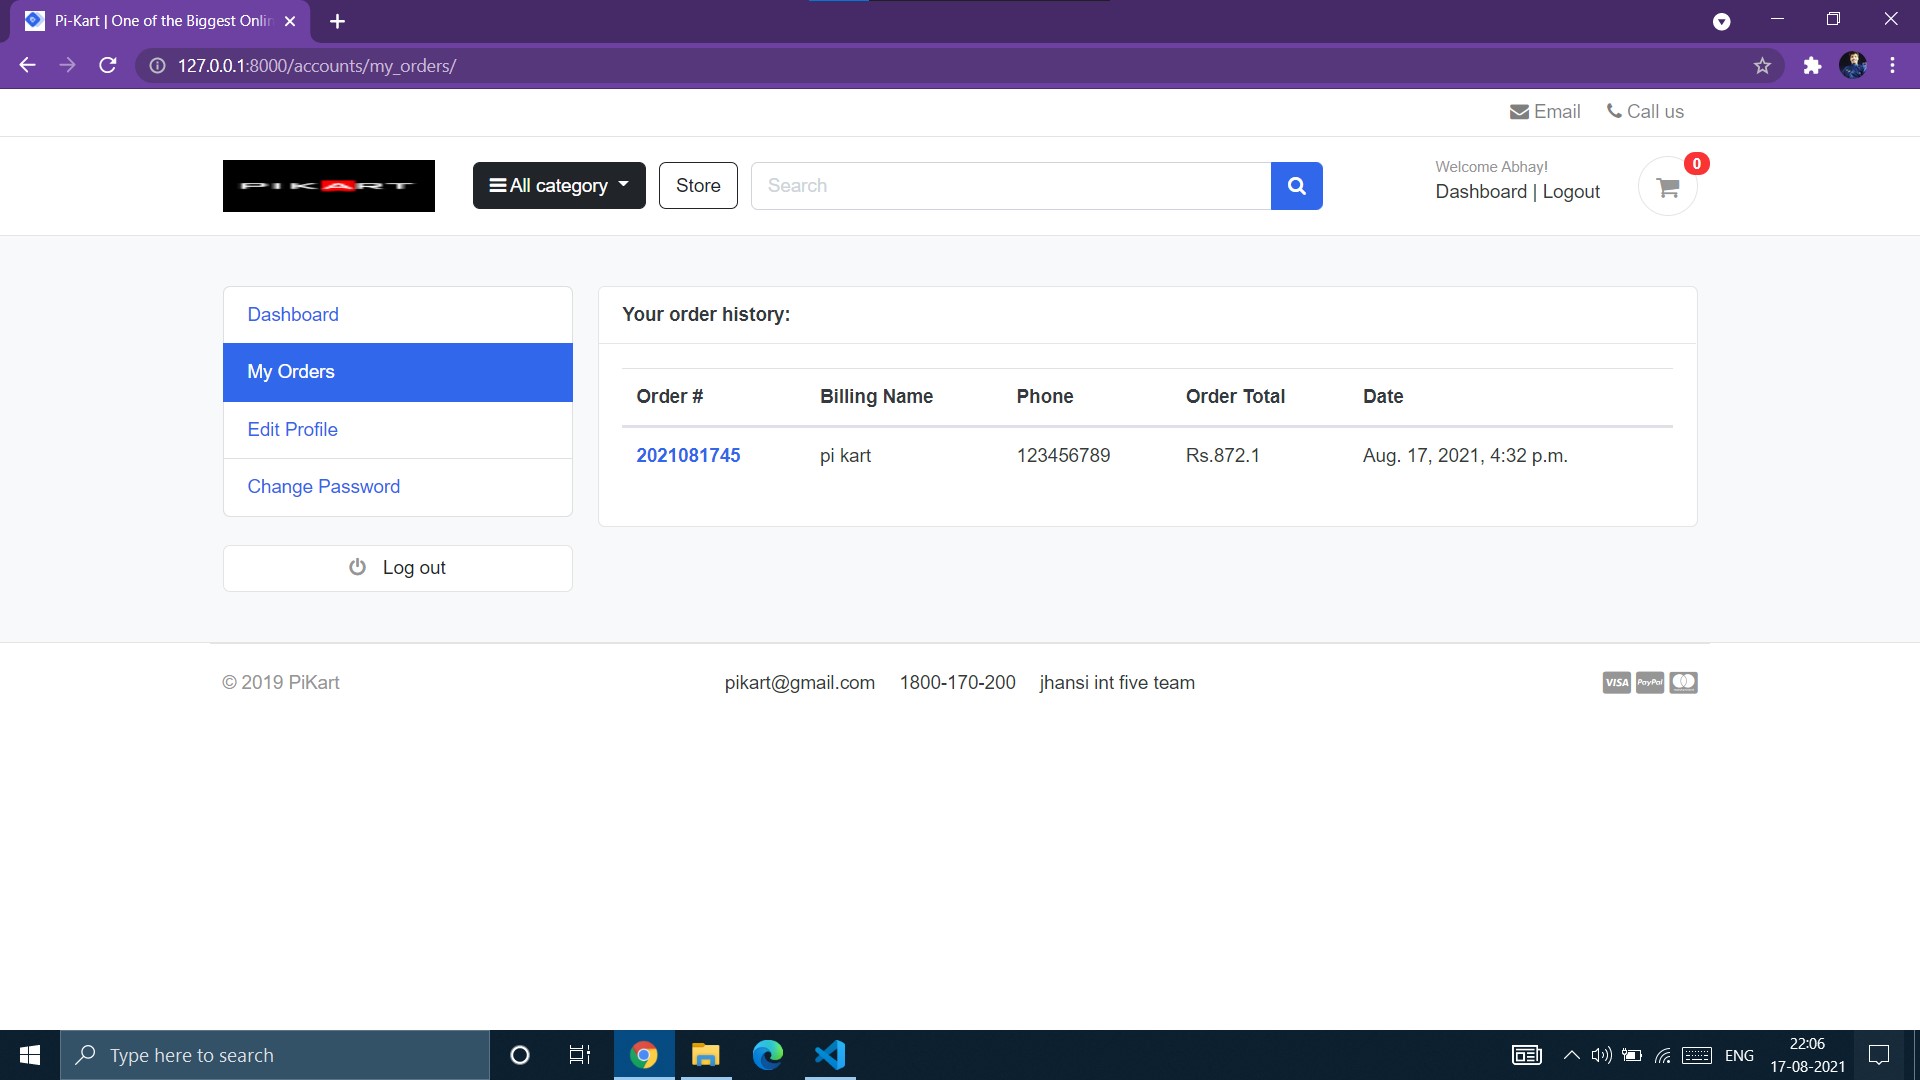 Pi-Kart | One of the Biggest Onlin
127.0.0.1:8000/accounts/my_orders/
Email Call us
PIKART
All category
Store
Search
Welcome Abhay!
Dashboard | Logout
0
Dashboard
My Orders
Edit Profile
Change Password
Log out
Your order history:
Order # Billing Name Phone Order Total Date
2021081745 pi kart 123456789 Rs.872.1 Aug. 17, 2021, 4:32 p.m.
© 2019 PiKart pikart@gmail.com 1800-170-200 jhansi int five team VISA PayPal
Type here to search
ENG
22:06
17-08-2021